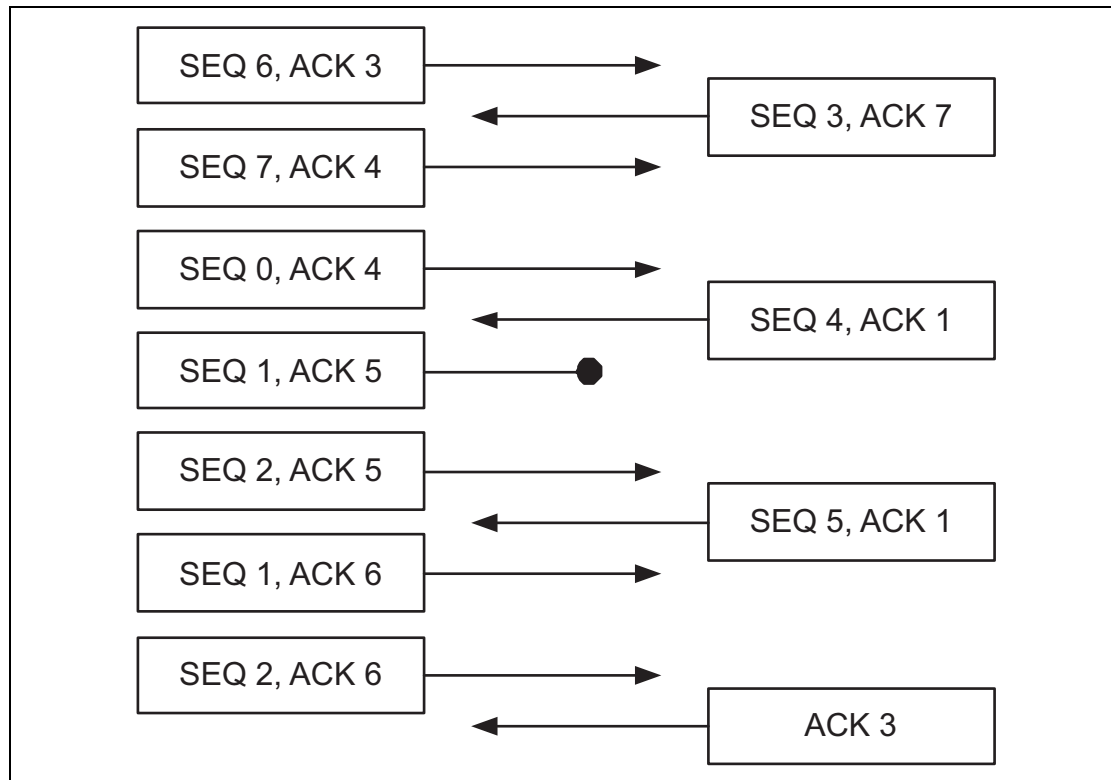 SEQ 6, ACK 3
SEQ 3, ACK 7
SEQ 7, ACK 4
SEQ 0, ACK 4
SEQ 4, ACK 1
SEQ 1, ACK 5
SEQ 2, ACK 5
SEQ 5, ACK 1
SEQ 1, ACK 6
SEQ 2, ACK 6
ACK 3